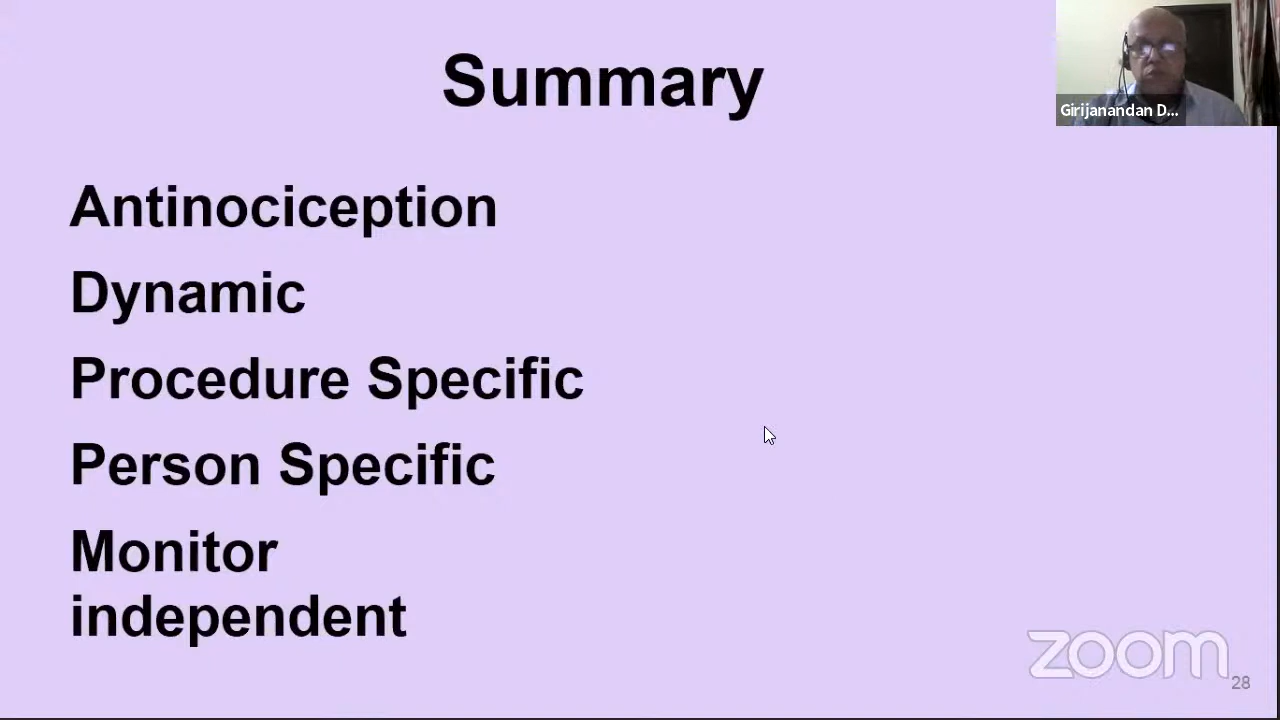 Summary
Girijanandan D...
Antinociception
Dynamic
Procedure Specific
Person Specific
Monitor
independent
zoom
28